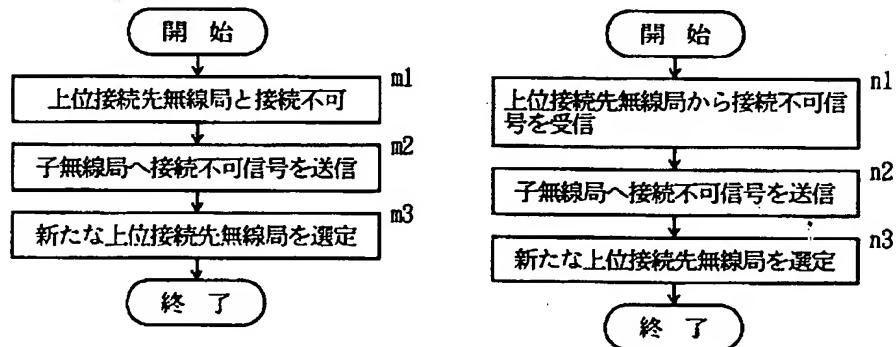 開 始
上位接続先無線局と接続不可
m1
子無線局へ接続不可信号を送信
m2
新たな上位接続先無線局を選定
m3
終 了
開 始
上位接続先無線局から接続不可信
号を受信
n1
子無線局へ接続不可信号を送信
n2
新たな上位接続先無線局を選定
n3
終 了